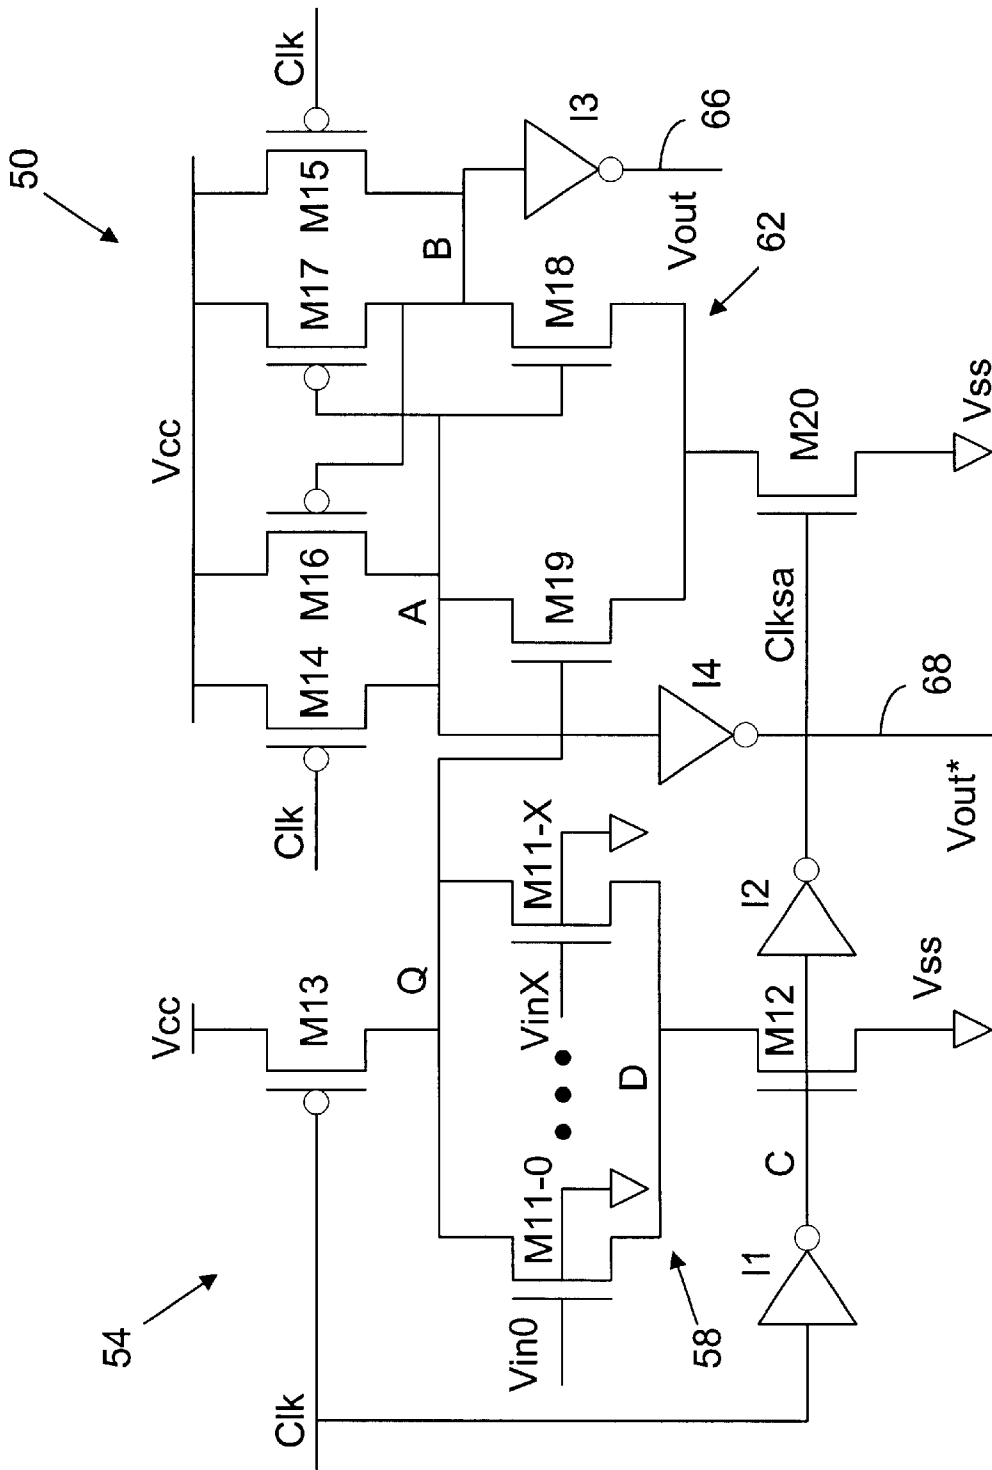 50
54
Clk
Vcc
M13
Clk
Vcc
M14
M16
M17
M15
Clk
Q
A
B
Vin0
M11-0
VinX
M11-X
M19
M18
I3
66
Vout
62
D
58
I4
I1
C
M12
I2
Clksa
M20
Vss
Vss
Vout*
68